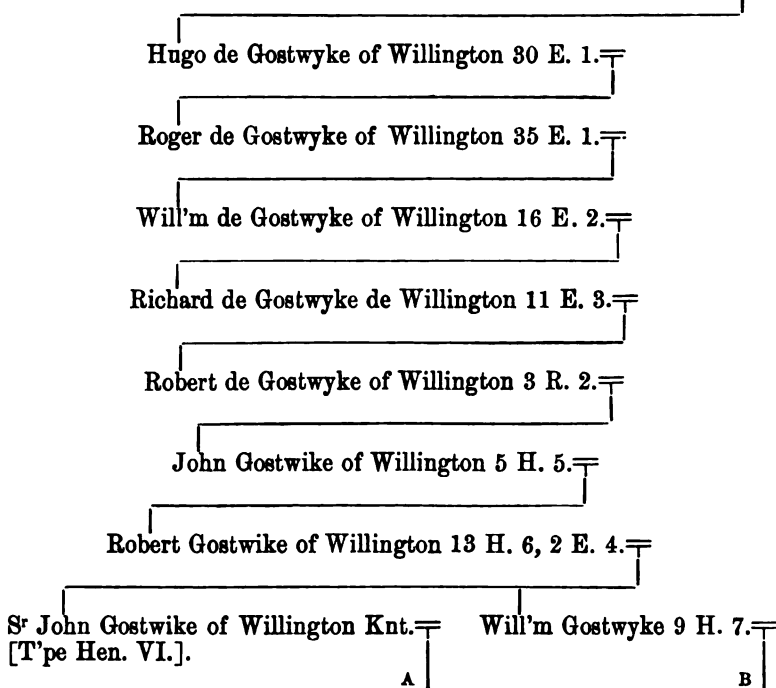 Hugo de Gostwyke of Willington 30 E. 1.
Roger de Gostwyke of Willington 35 E. 1.
Will'm de Gostwyke of Willington 16 E. 2.
Richard de Gostwyke de Willington 11 E. 3.
Robert de Gostwyke of Willington 3 R. 2.
John Gostwike of Willington 5 H. 5.
Robert Gostwike of Willington 13 H. 6, 2 E. 4.
Sr John Gostwike of Willington Knt. Will'm Gostwyke 9 H. 7.
[T'pe Hen. VI.].
A B